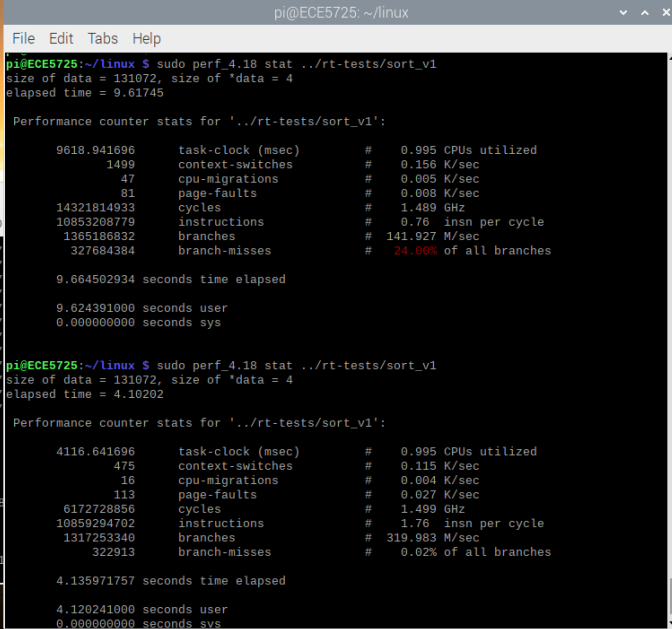 pi@ECE5725: ~/linux
File Edit Tabs Help
pi@ECE5725:~/linux $ sudo perf_4.18 stat ../rt-tests/sort_v1
size of data = 131072, size of *data = 4
elapsed time = 9.61745
Performance counter stats for '../rt-tests/sort_v1':
9618.941696 task-clock (msec) # 0.995 CPUs utilized
1499 context-switches # 0.156 K/sec
47 cpu-migrations # 0.005 K/sec
81 page-faults # 0.008 K/sec
14321814933 cycles # 1.489 GHz
10853208779 instructions # 0.76 insn per cycle
1365186832 branches # 141.927 M/sec
327684384 branch-misses # 24.00% of all branches
9.664502934 seconds time elapsed
9.624391000 seconds user
0.000000000 seconds sys
pi@ECE5725:~/linux $ sudo perf_4.18 stat ../rt-tests/sort_v1
size of data = 131072, size of *data = 4
elapsed time = 4.10202
Performance counter stats for '../rt-tests/sort_v1':
4116.641696 task-clock (msec) # 0.995 CPUs utilized
475 context-switches # 0.115 K/sec
16 cpu-migrations # 0.004 K/sec
113 page-faults # 0.027 K/sec
6172728856 cycles # 1.499 GHz
10859294702 instructions # 1.76 insn per cycle
1317253340 branches # 319.983 M/sec
322913 branch-misses # 0.02% of all branches
4.135971757 seconds time elapsed
4.120241000 seconds user
0.000000000 seconds sys